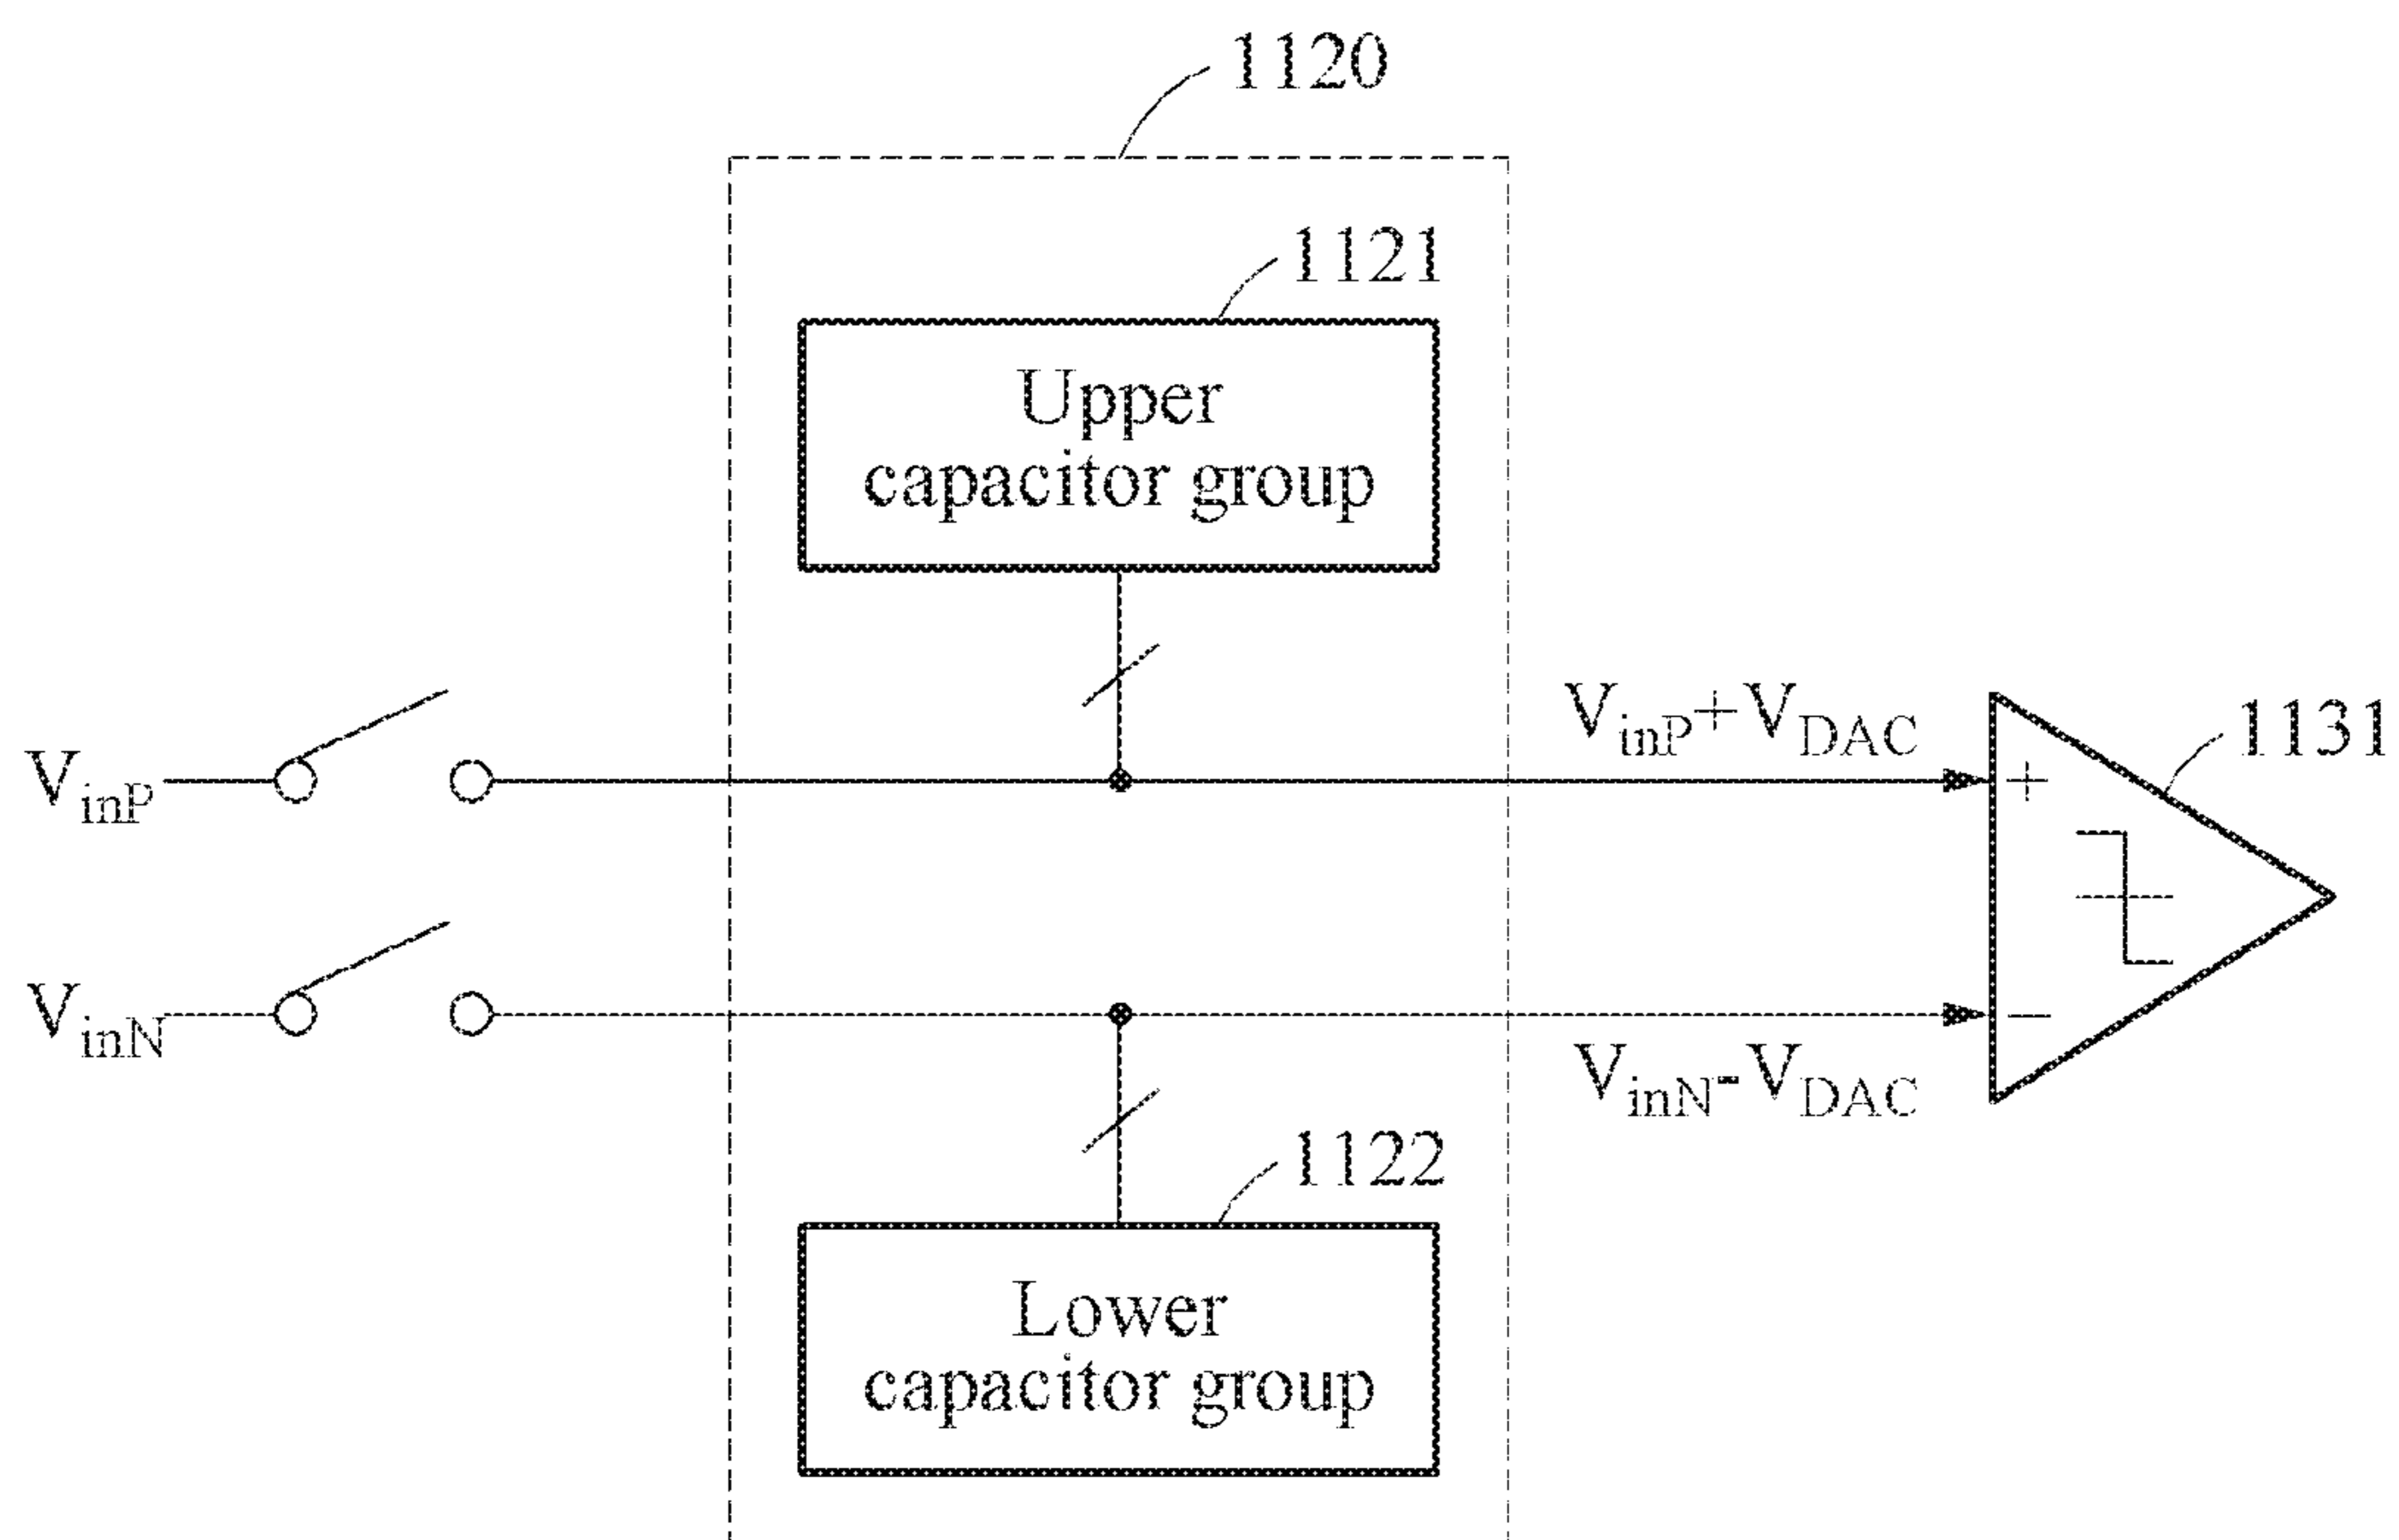 1120
1121
Upper
capacitor group
VinP+VDAC
1131
VinP
+
VinN
−
VinN-VDAC
1122
Lower
capacitor group